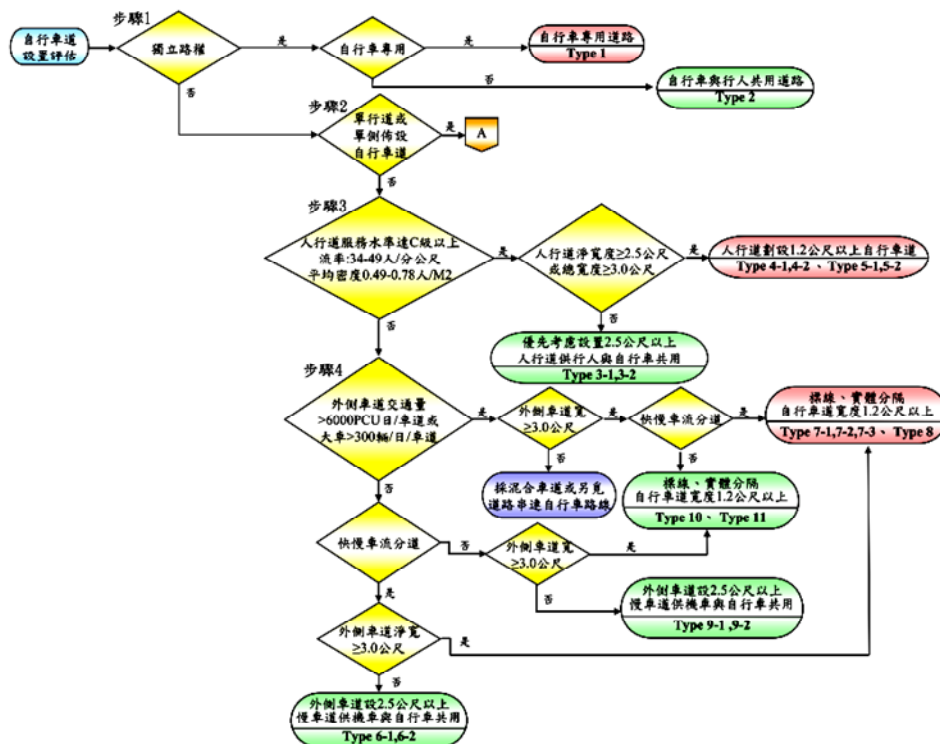 步驟1
自行車道
設置評估
獨立路權
是
自行車專用
是
自行車專用道路
Type 1
否
自行車與行人共用道路
Type 2
否
步驟2
單行道或
單側佈設
自行車道
是
A
否
步驟3
人行道服務水準達C級以上
流率:34-49人/分公尺
平均密度0.49-0.78人/M2
是
人行道淨寬度≥2.5公尺
或總寬度≥3.0公尺
是
人行道劃設1.2公尺以上自行車道
Type 4-1,4-2 Type 5-1,5-2
否
優先考慮設置2.5公尺以上
人行道供行人與自行車共用
Type 3-1,3-2
否
步驟4
外側車道交通量
>6000PCU日/車道或
大車>300輛/日/車道
是
外側車道寬
≥3.0公尺
是
快慢車流分道
是
標線、實體分隔
自行車道寬度1.2公尺以上
Type 7-1,7-2,7-3、 Type 8
否
採混合車道或另覓
道路串連自行車路線
否
標線、實體分隔
自行車道寬度1.2公尺以上
Type 10、 Type 11
否
快慢車流分道
否
外側車道寬
≥3.0公尺
是
否
外側車道設2.5公尺以上
慢車道供機車與自行車共用
Type 9-1 ,9-2
是
外側車道淨寬
≥3.0公尺
是
否
外側車道設2.5公尺以上
慢車道供機車與自行車共用
Type 6-1,6-2